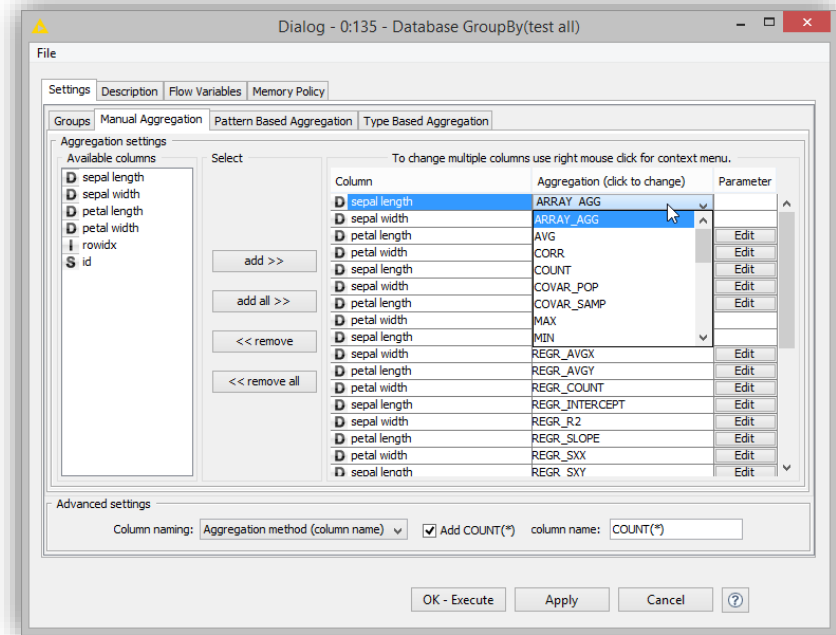 Dialog - 0:135 - Database GroupBy(test all)
File
Settings Description Flow Variables Memory Policy
Groups Manual Aggregation Pattern Based Aggregation Type Based Aggregation
Aggregation settings
Available columns
D sepal length
D sepal width
D petal length
D petal width
I rowidx
S id
Select
add >>
add all >>
<< remove
<< remove all
To change multiple columns use right mouse click for context menu.
Column Aggregation (click to change) Parameter
D sepal length ARRAY_AGG
D sepal width ARRAY_AGG
D petal length AVG Edit
D petal width CORR Edit
D sepal length COUNT Edit
D sepal width COVAR_POP Edit
D petal length COVAR_SAMP Edit
D petal width MAX
D sepal length MIN
D sepal width REGR_AVGX Edit
D petal length REGR_AVGY Edit
D petal width REGR_COUNT Edit
D sepal length REGR_INTERCEPT Edit
D sepal width REGR_R2 Edit
D petal length REGR_SLOPE Edit
D petal width REGR_SXX Edit
D sepal length REGR_SXY Edit
Advanced settings
Column naming: Aggregation method (column name) Add COUNT(*) column name: COUNT(*)
OK - Execute Apply Cancel ?